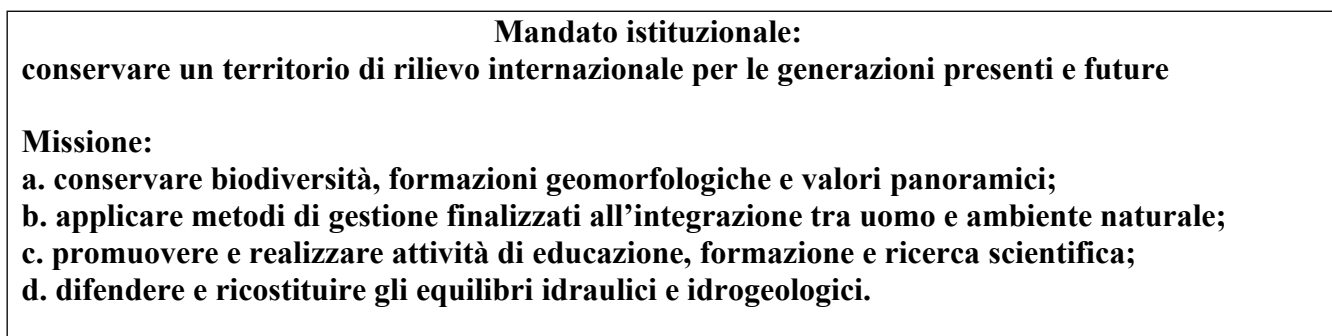 Mandato istituzionale:
conservare un territorio di rilievo internazionale per le generazioni presenti e future
Missione:
a. conservare biodiversità, formazioni geomorfologiche e valori panoramici;
b. applicare metodi di gestione finalizzati all’integrazione tra uomo e ambiente naturale;
c. promuovere e realizzare attività di educazione, formazione e ricerca scientifica;
d. difendere e ricostituire gli equilibri idraulici e idrogeologici.